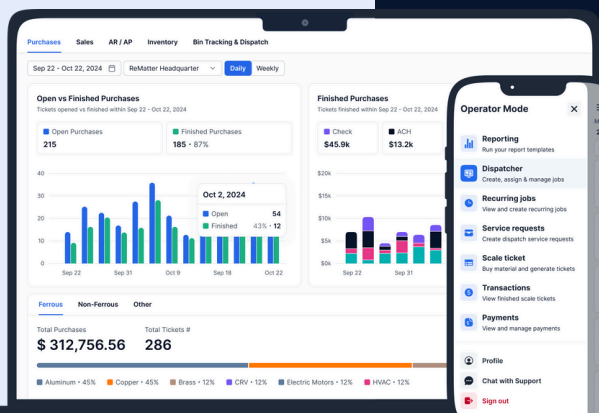 Purchases Sales AR / AP Inventory Bin Tracking & Dispatch
Sep 22 - Oct 22, 2024 ReMatter Headquarter Daily Weekly
Open vs Finished Purchases
Tickets opened vs finished within Sep 22 - Oct 22, 2024
Open Purchases
215
Finished Purchases
185 • 87%
40
30
20
10
0
Sep 22 Sep 31 Oct 9 Sep 18 Oct 22
Oct 2, 2024
Open 54
Finished 43% • 12
Finished Purchases
Tickets finished within Sep 22 - Oct 22, 2024
Check
$45.9k
ACH
$13.2k
$20k
$15k
$10k
$5k
$0k
Sep 22 Sep 31
Ferrous Non-Ferrous Other
Total Purchases
$ 312,756.56
Total Tickets #
286
Aluminum • 45% Copper • 45% Brass • 12% CRV • 12% Electric Motors • 12% HVAC • 12%
Operator Mode
Reporting
Run your report templates
Dispatcher
Create, assign & manage jobs
Recurring jobs
View and create recurring jobs
Service requests
Create dispatch service requests
Scale ticket
Buy material and generate tickets
Transactions
View finished scale tickets
Payments
View and manage payments
Profile
Chat with Support
Sign out